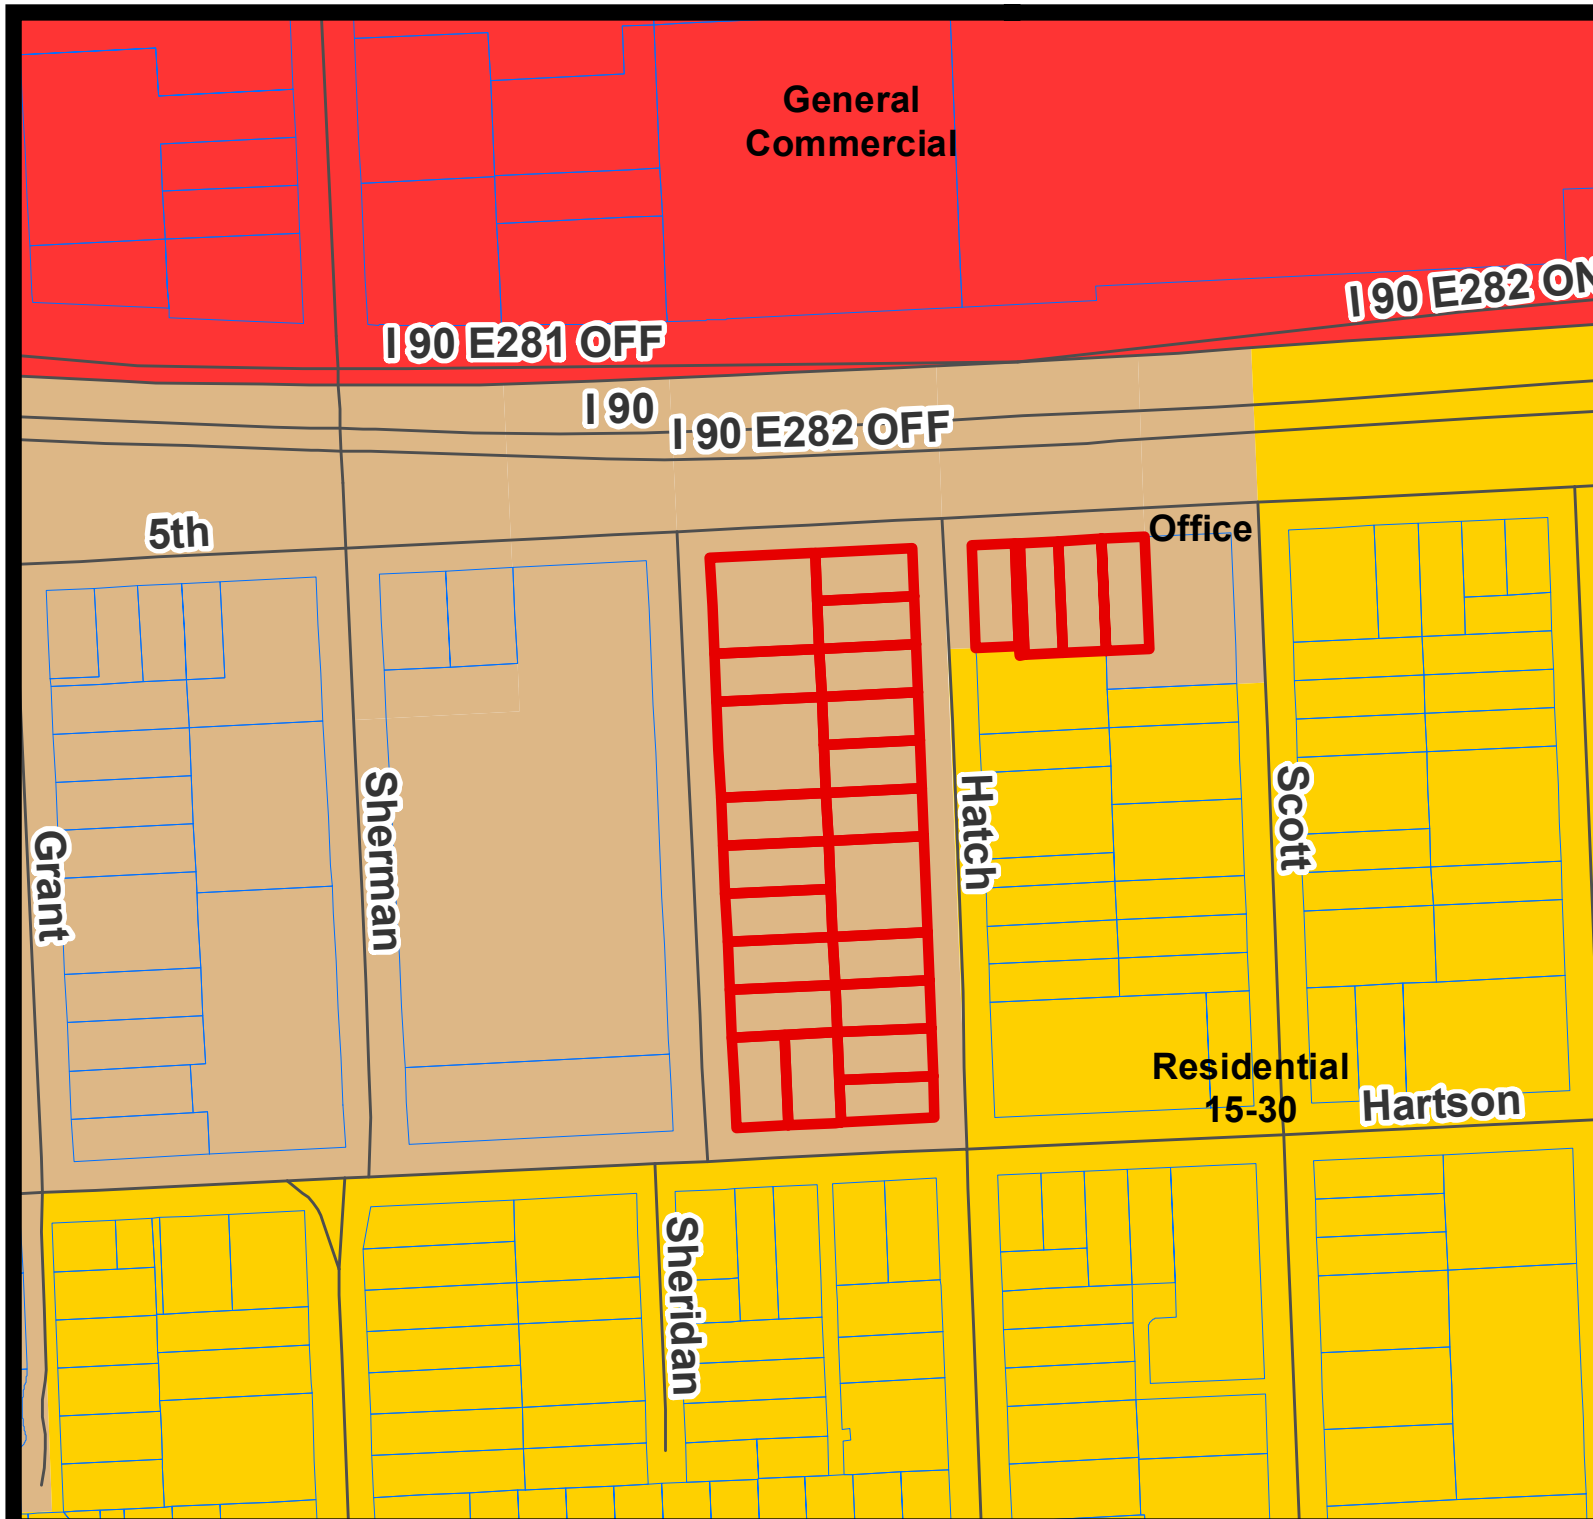 General
Commercial
I 90 E282 ON
I 90 E281 OFF
I 90
I 90 E282 OFF
5th
Office
Grant
Sherman
Hatch
Scott
Residential
15-30
Hartson
Sheridan